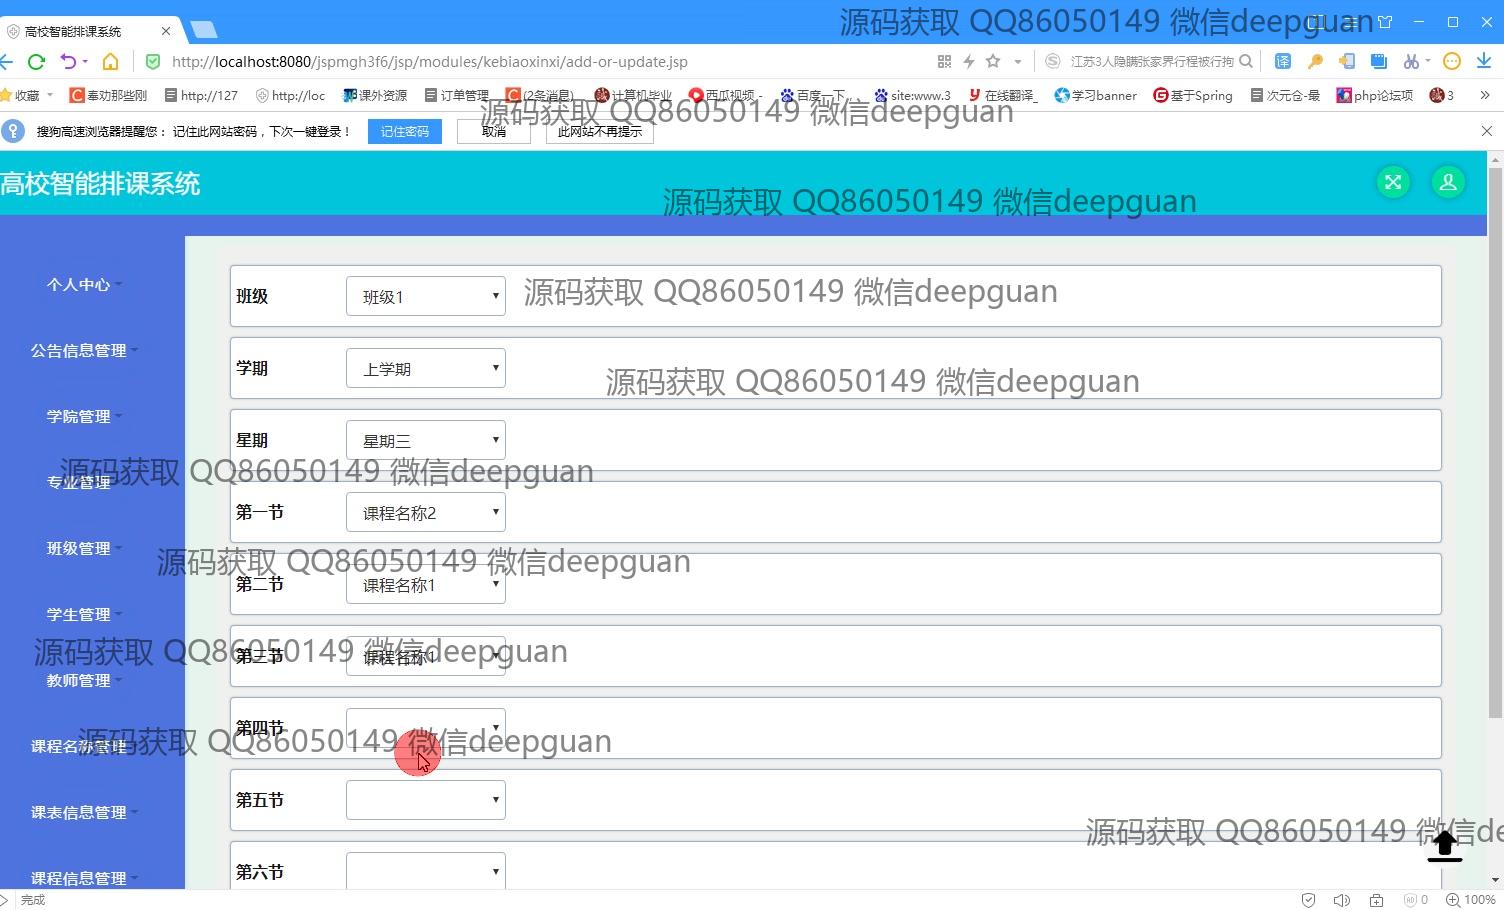 高校智能排课系统
源码获取 QQ86050149 微信deepguan
http://localhost:8080/jspmgh3f6/jsp/modules/kebiaoxinxi/add-or-update.jsp
江苏3人隐瞒张家界行程被行拘
译
收藏 奉劝那些刚 http://127 http://loc 课外资源 订单管理 (2条消息) 计算机毕业 西瓜视频 - 百度一下, site:www.3 在线翻译_ 学习banner 基于Spring 次元仓-最 php论坛项 3 »
源码获取 QQ86050149 微信deepguan
搜狗高速浏览器提醒您： 记住此网站密码，下次一键登录！ 记住密码 取消 此网站不再提示
高校智能排课系统
源码获取 QQ86050149 微信deepguan
个人中心
公告信息管理
学院管理
专业管理
班级管理
学生管理
教师管理
课程名称管理
课表信息管理
课程信息管理
班级 班级1
源码获取 QQ86050149 微信deepguan
学期 上学期
源码获取 QQ86050149 微信deepguan
星期 星期三
源码获取 QQ86050149 微信deepguan
第一节 课程名称2
源码获取 QQ86050149 微信deepguan
第二节 课程名称1
第三节 课程名称1
源码获取 QQ86050149 微信deepguan
第四节
源码获取 QQ86050149 微信deepguan
第五节
源码获取 QQ86050149 微信de
第六节
完成 0 100%